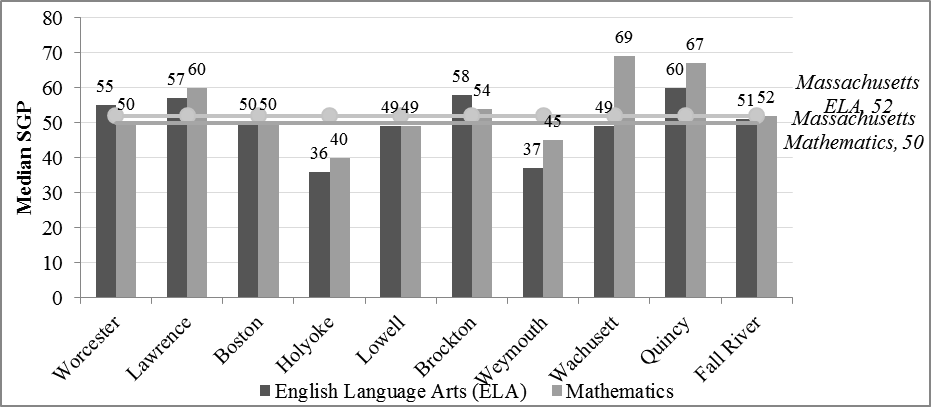 80
70
60
50
40
30
20
10
0
Median SGP
55
50
57
60
50
50
36
40
49
49
58
54
37
45
49
69
60
67
51
52
Massachusetts
ELA, 52
Massachusetts
Mathematics, 50
Worcester
Lawrence
Boston
Holyoke
Lowell
Brockton
Weymouth
Wachusett
Quincy
Fall River
English Language Arts (ELA)
Mathematics